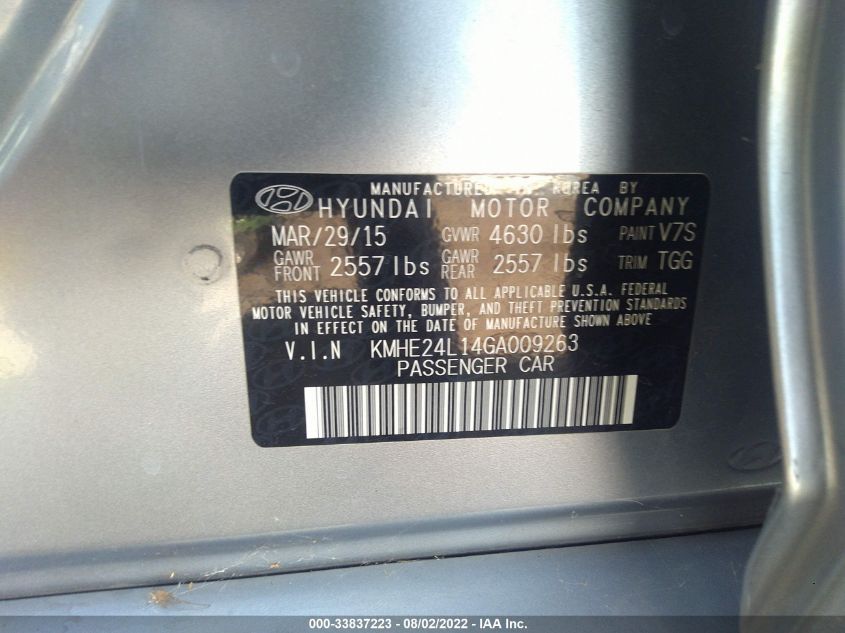 MANUFACTURED IN KOREA BY
HYUNDAI MOTOR COMPANY
MAR/29/15 GVWR 4630 lbs PAINT V7S
GAWR FRONT 2557 lbs GAWR REAR 2557 lbs TRIM TGG
THIS VEHICLE CONFORMS TO ALL APPLICABLE U.S.A. FEDERAL
MOTOR VEHICLE SAFETY, BUMPER, AND THEFT PREVENTION STANDARDS
IN EFFECT ON THE DATE OF MANUFACTURE SHOWN ABOVE
V.I.N KMHE24L14GA009263
PASSENGER CAR
000-33837223 - 08/02/2022 - IAA Inc.